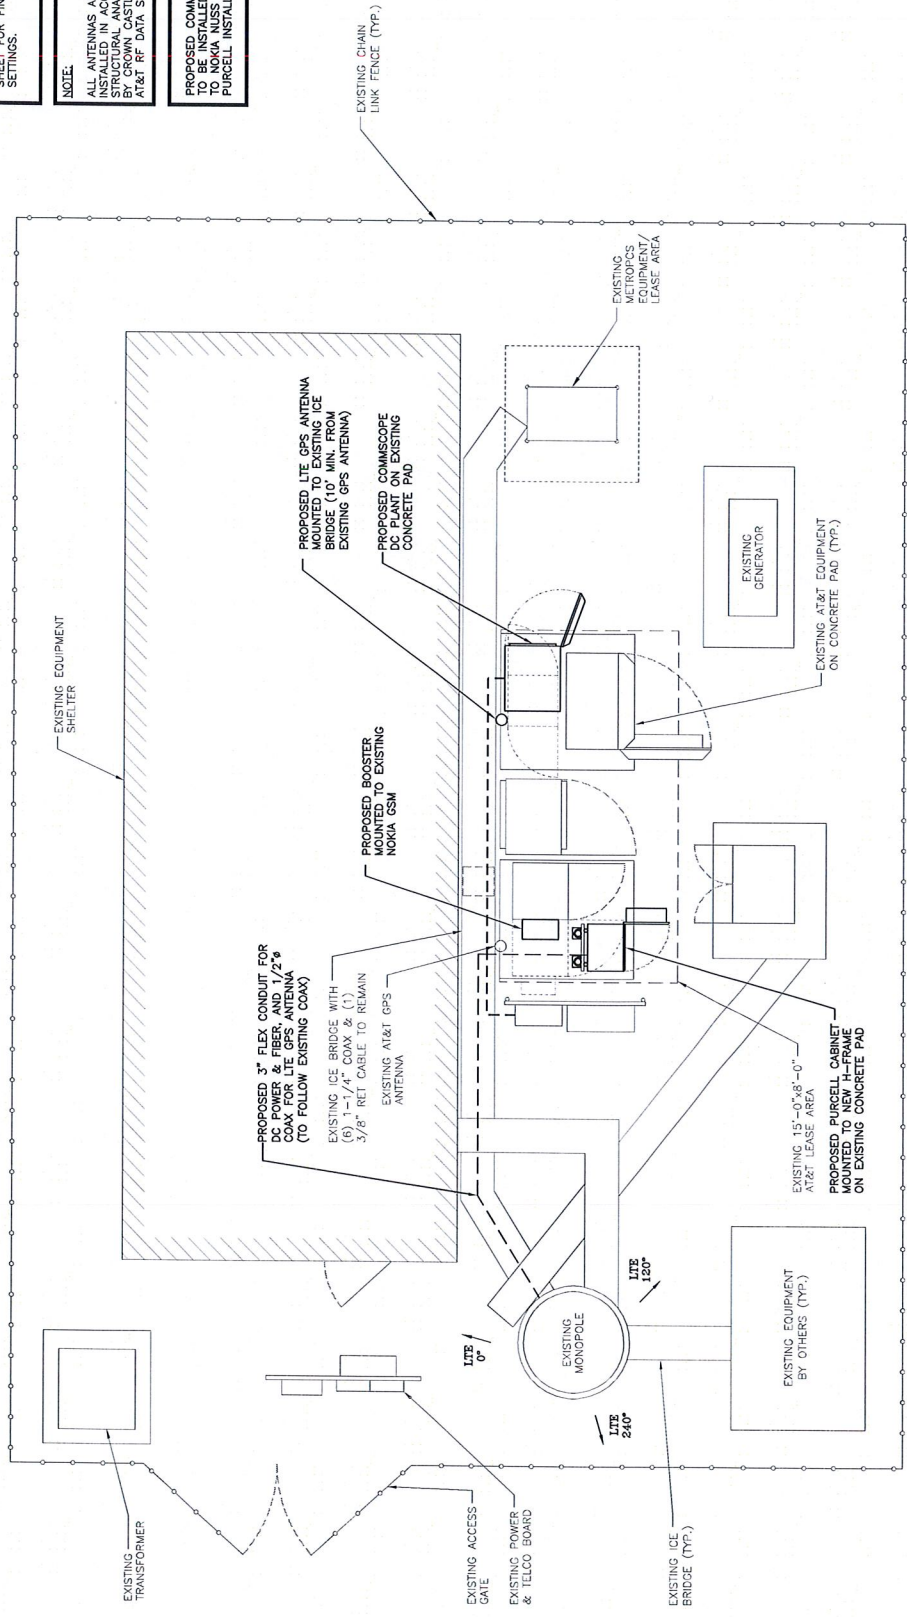 SHEET FOR
SETTINGS.
NOTE:
ALL ANTENNAS
INSTALLED IN
STRUCTURAL
BY CROWN
AT&T RF DATA
PROPOSED
TO BE INSTALLED
TO NOKIA NUSS
PURCELL
EXISTING CHAIN
LINK FENCE (TYP.)
EXISTING EQUIPMENT
SHELTER
PROPOSED LTE GPS ANTENNA
MOUNTED TO EXISTING ICE
BRIDGE (10' MIN. FROM
EXISTING GPS ANTENNA)
PROPOSED COMMSCOPE
DC PLANT ON EXISTING
CONCRETE PAD
EXISTING
METROPCS
EQUIPMENT/
LEASE AREA
PROPOSED BOOSTER
MOUNTED TO EXISTING
NOKIA GSM
EXISTING
GENERATOR
EXISTING AT&T EQUIPMENT
ON CONCRETE PAD (TYP.)
PROPOSED 3" FLEX CONDUIT FOR
DC POWER & FIBER, AND 1/2"ø
COAX FOR LTE GPS ANTENNA
(TO FOLLOW EXISTING COAX)
EXISTING ICE BRIDGE WITH
(6) 1-1/4" COAX & (1)
3/8" RET CABLE TO REMAIN
EXISTING AT&T GPS
ANTENNA
EXISTING 15'-0"x8'-0"
AT&T LEASE AREA
PROPOSED PURCELL CABINET
MOUNTED TO NEW H-FRAME
ON EXISTING CONCRETE PAD
LTE
0°
LTE
120°
LTE
240°
EXISTING
MONOPOLE
EXISTING EQUIPMENT
BY OTHERS (TYP.)
EXISTING
TRANSFORMER
EXISTING ACCESS
GATE
EXISTING POWER
& TELCO BOARD
EXISTING ICE
BRIDGE (TYP.)